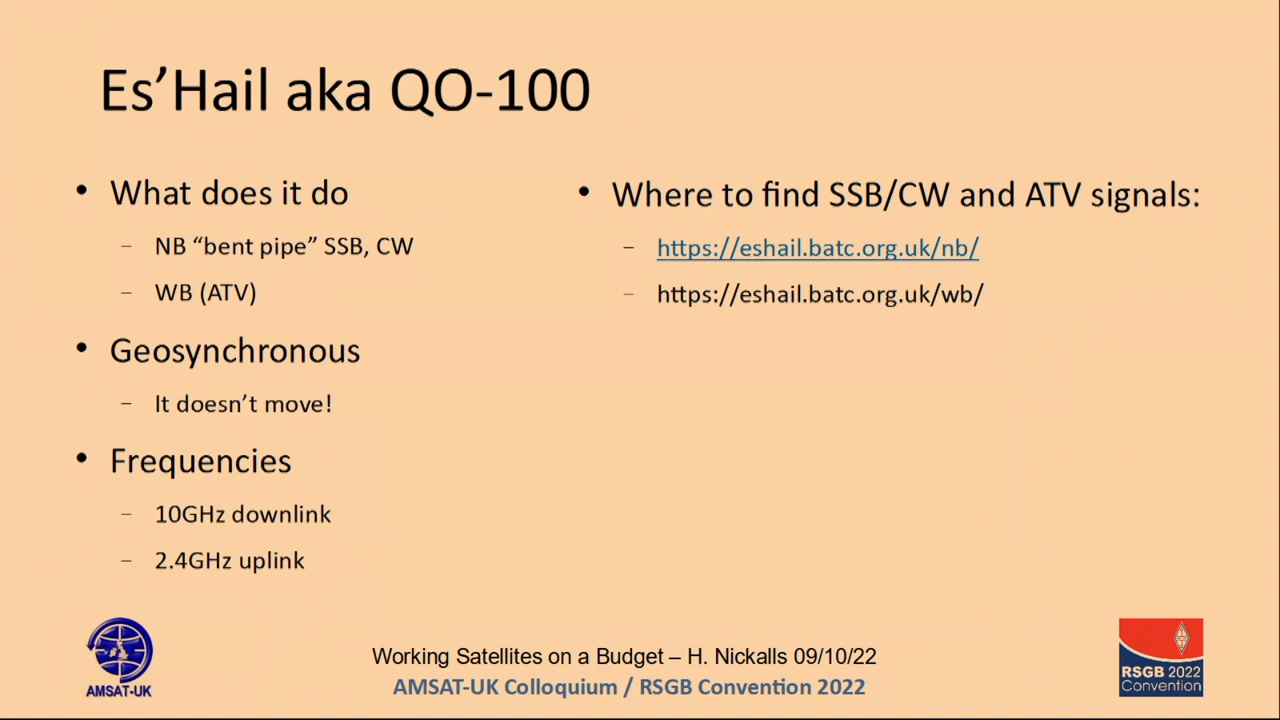 Es’Hail aka QO-100
• What does it do
– NB “bent pipe” SSB, CW
– WB (ATV)
• Geosynchronous
– It doesn’t move!
• Frequencies
– 10GHz downlink
– 2.4GHz uplink
• Where to find SSB/CW and ATV signals:
– https://eshail.batc.org.uk/nb/
– https://eshail.batc.org.uk/wb/
AMSAT-UK
Working Satellites on a Budget – H. Nickalls 09/10/22
AMSAT-UK Colloquium / RSGB Convention 2022
RSGB 2022
Convention